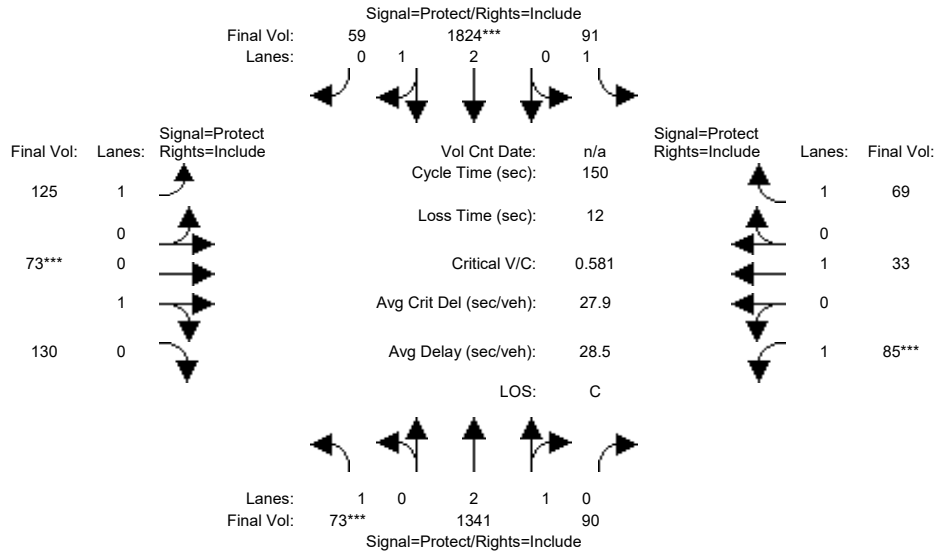 Signal=Protect/Rights=Include
Final Vol: 59 1824*** 91
Lanes: 0 1 2 0 1
Signal=Protect Signal=Protect
Final Vol: Lanes: Rights=Include Vol Cnt Date: n/a Rights=Include Lanes: Final Vol:
Cycle Time (sec): 150
125 1 1 69
Loss Time (sec): 12
0 0
73*** 0 Critical V/C: 0.581 1 33
1 Avg Crit Del (sec/veh): 27.9 0
130 0 Avg Delay (sec/veh): 28.5 1 85***
LOS: C
Lanes: 1 0 2 1 0
Final Vol: 73*** 1341 90
Signal=Protect/Rights=Include